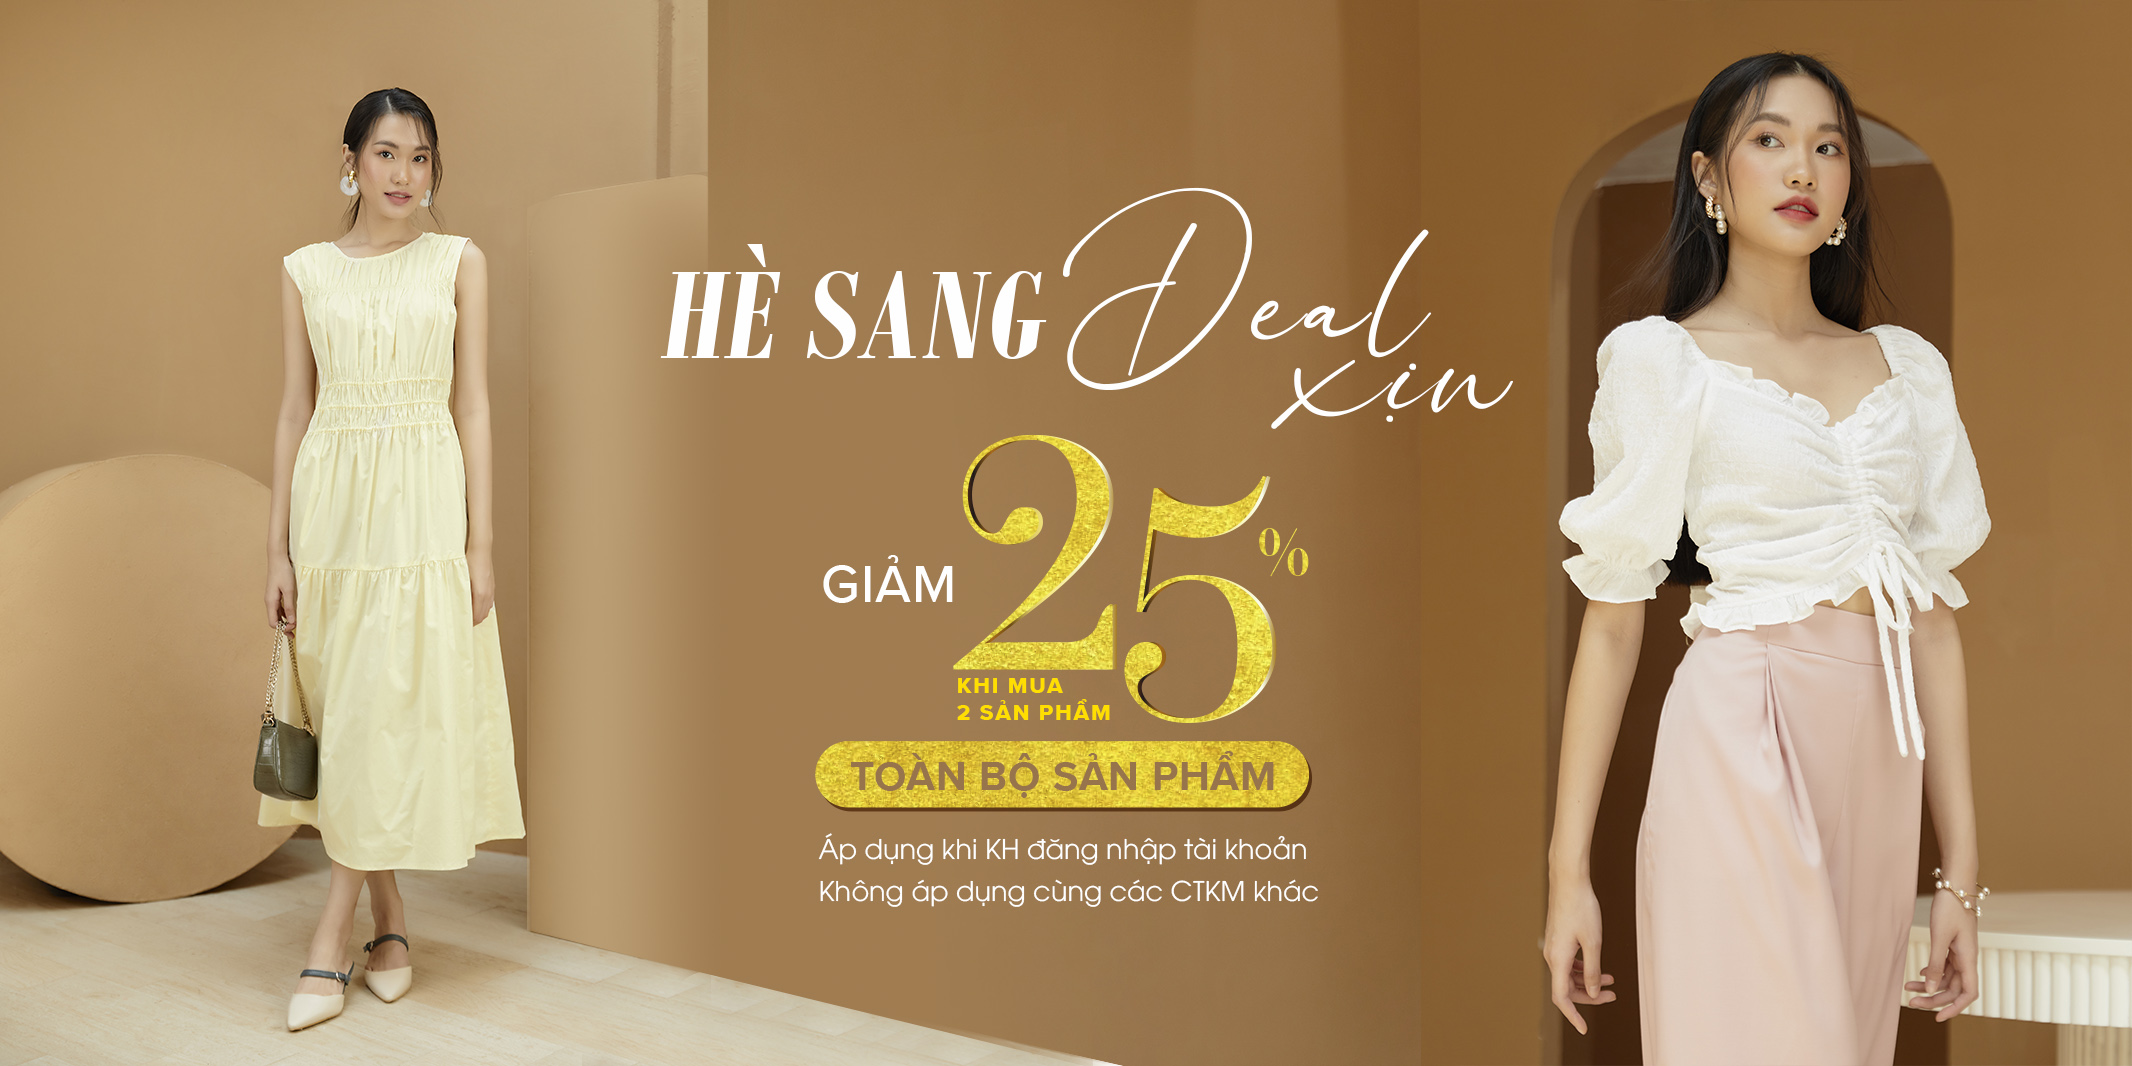 HÈ SANG Deal
xịn
GIẢM 25%
KHI MUA
2 SẢN PHẨM
TOÀN BỘ SẢN PHẨM
Áp dụng khi KH đăng nhập tài khoản
Không áp dụng cùng các CTKM khác